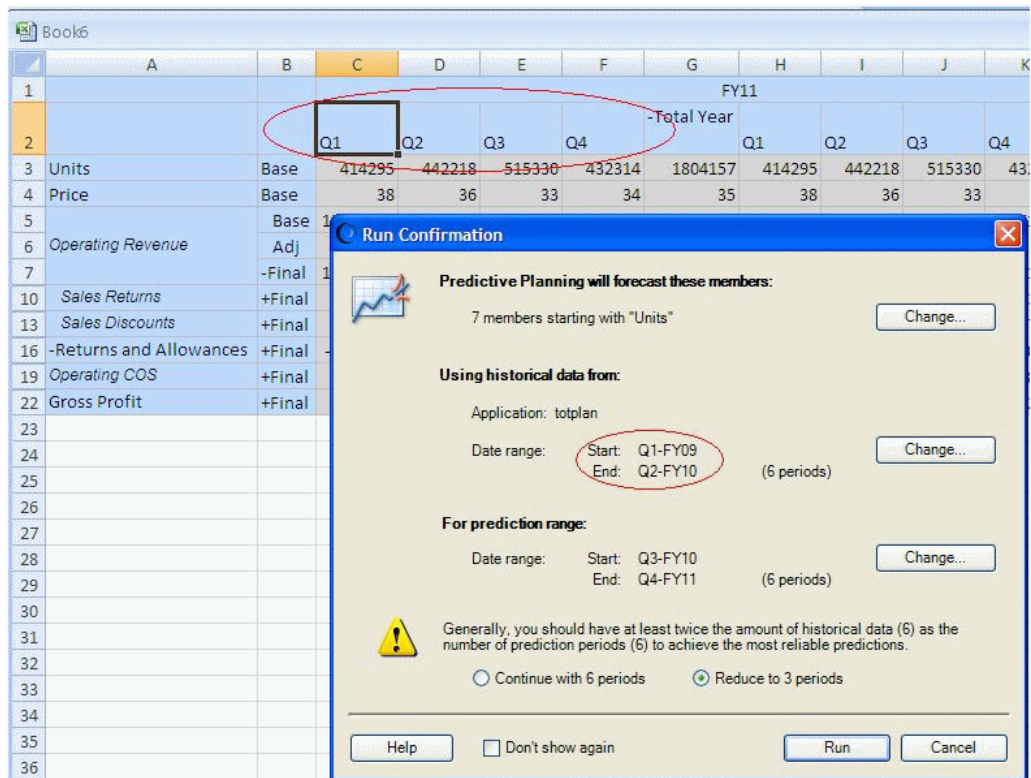 Book6
A B C D E F G H I J K
1 FY11
-Total Year
2 Q1 Q2 Q3 Q4 Q1 Q2 Q3 Q4
3 Units Base 414295 442218 515330 432314 1804157 414295 442218 515330 43
4 Price Base 38 36 33 34 35 38 36 33
5 Base 1
6 Operating Revenue Adj
7 -Final 1
10 Sales Returns +Final
13 Sales Discounts +Final
16 -Returns and Allowances +Final -
19 Operating COS +Final
22 Gross Profit +Final
23
24
25
26
27
28
29
30
31
32
33
34
35
36
Run Confirmation
Predictive Planning will forecast these members:
7 members starting with "Units"
Change...
Using historical data from:
Application: totplan
Date range: Start: Q1-FY09
End: Q2-FY10 (6 periods)
Change...
For prediction range:
Date range: Start: Q3-FY10
End: Q4-FY11 (6 periods)
Change...
Generally, you should have at least twice the amount of historical data (6) as the
number of prediction periods (6) to achieve the most reliable predictions.
Continue with 6 periods Reduce to 3 periods
Help Don't show again Run Cancel